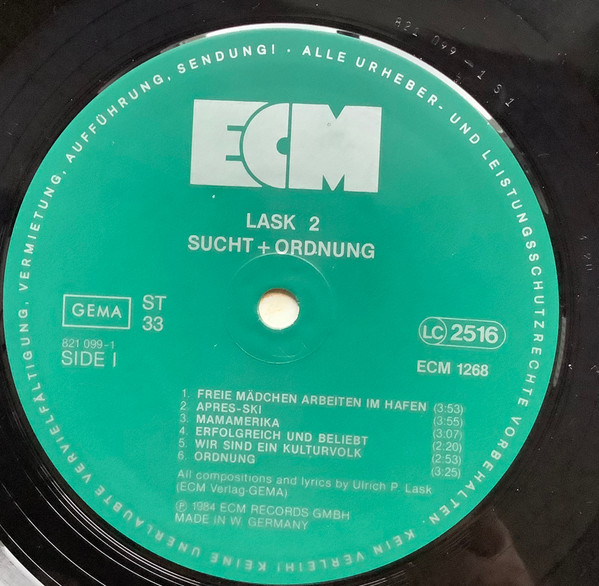 821 099-1 S 1
ALLE URHEBER- UND LEISTUNGSSCHUTZRECHTE VORBEHALTEN · KEIN VERLEIH! KEINE UNERLAUBTE VERVIELFÄLTIGUNG, VERMIETUNG, AUFFÜHRUNG, SENDUNG! ·
ECM
LASK 2
SUCHT + ORDNUNG
GEMA
ST
33
LC 2516
821 099-1
SIDE I
ECM 1268
1. FREIE MÄDCHEN ARBEITEN IM HAFEN (3:53)
2. APRES-SKI (3:55)
3. MAMAMERIKA (3:07)
4. ERFOLGREICH UND BELIEBT (2.20)
5. WIR SIND EIN KULTURVOLK (2:53)
6. ORDNUNG (3:25)
All compositions and lyrics by Ulrich P. Lask
(ECM Verlag-GEMA)
Ⓟ 1984 ECM RECORDS GMBH
MADE IN W. GERMANY